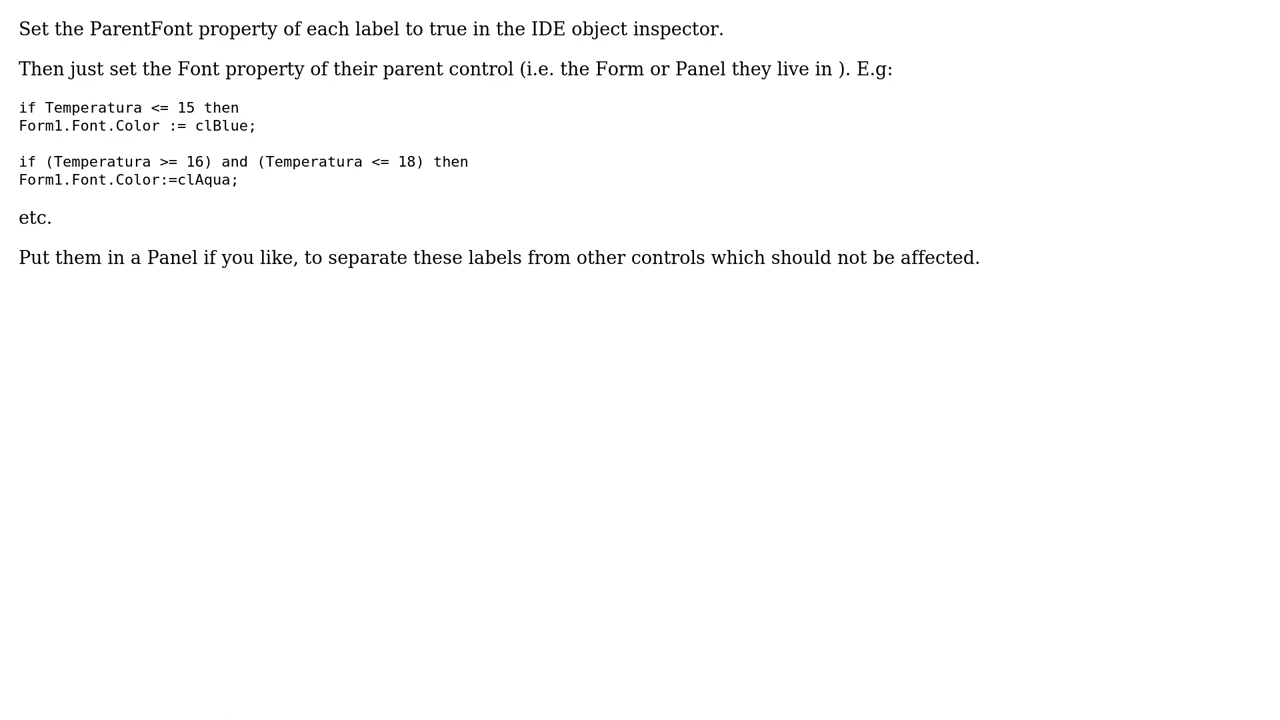 Set the ParentFont property of each label to true in the IDE object inspector.
Then just set the Font property of their parent control (i.e. the Form or Panel they live in ). E.g:
if Temperatura <= 15 then
Form1.Font.Color := clBlue;
if (Temperatura >= 16) and (Temperatura <= 18) then
Form1.Font.Color:=clAqua;
etc.
Put them in a Panel if you like, to separate these labels from other controls which should not be affected.